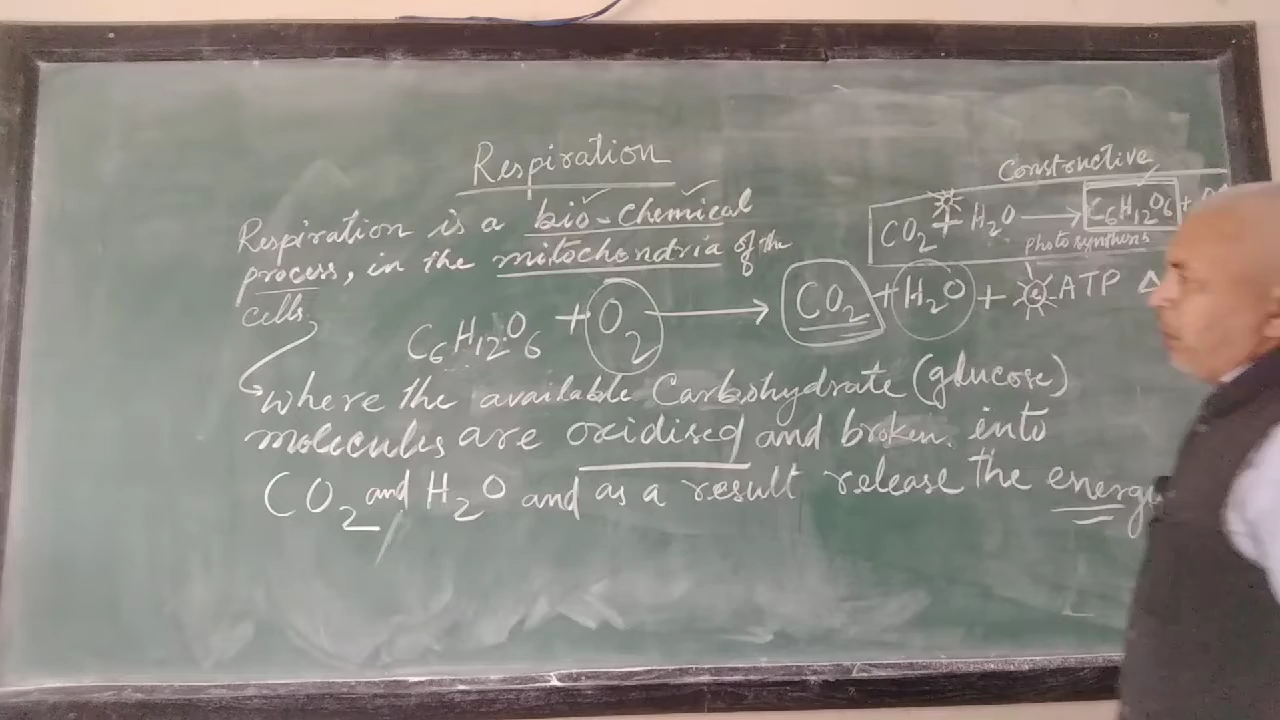 Respiration
Respiration is a bio-chemical
process, in the mitochondria of the
cells.
C6H12O6 + O2 → CO2 + H2O + ATP Δ
where the available Carbohydrate (glucose)
molecules are oxidised and broken into
CO2 and H2O and as a result release the energy
Constructive
CO2 + H2O → C6H12O6 +
Photosynthesis